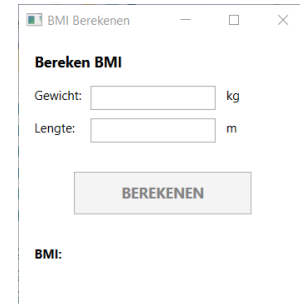 BMI Berekenen
Bereken BMI
Gewicht: kg
Lengte: m
BEREKENEN
BMI: